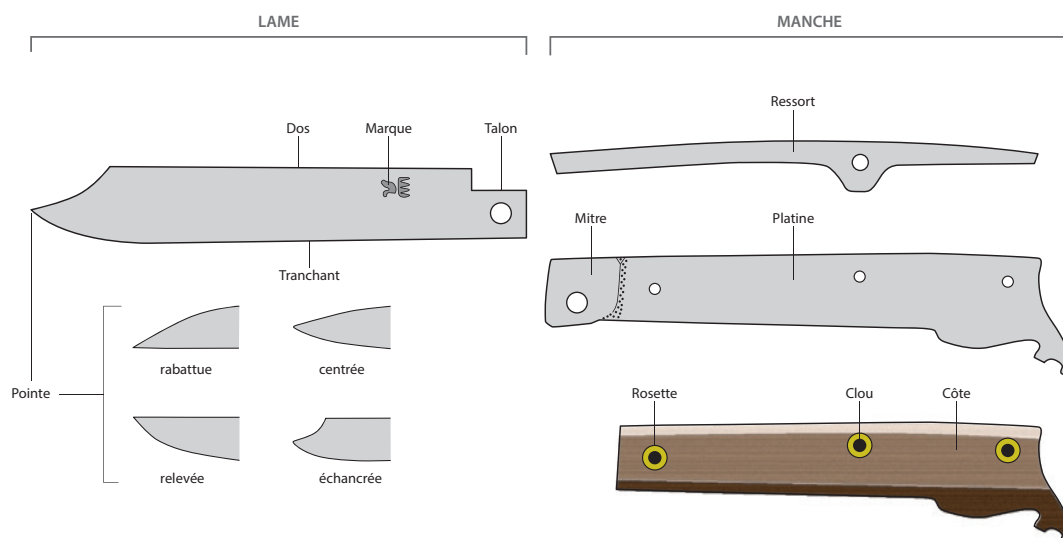 LAME
MANCHE
Ressort
Dos
Marque
Talon
Mitre
Platine
Tranchant
rabattue
centrée
Pointe
Rosette
Clou
Côte
relevée
échancrée